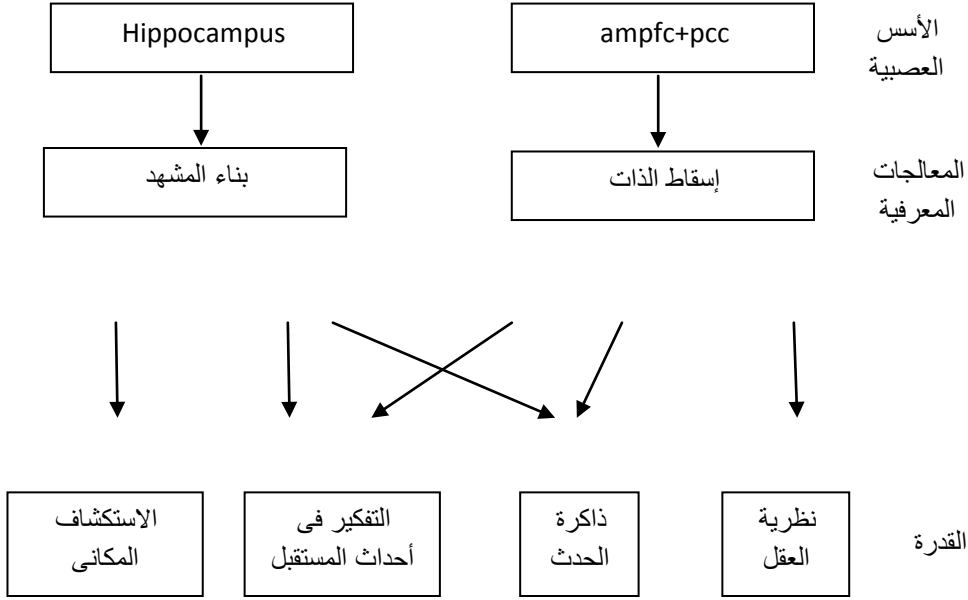 الأسس
العصبية
ampfc+pcc
Hippocampus
المعالجات
المعرفية
إسقاط الذات
بناء المشهد
القدرة
نظرية
العقل
ذاكرة
الحدث
التفكير فى
أحداث المستقبل
الاستكشاف
المكانى